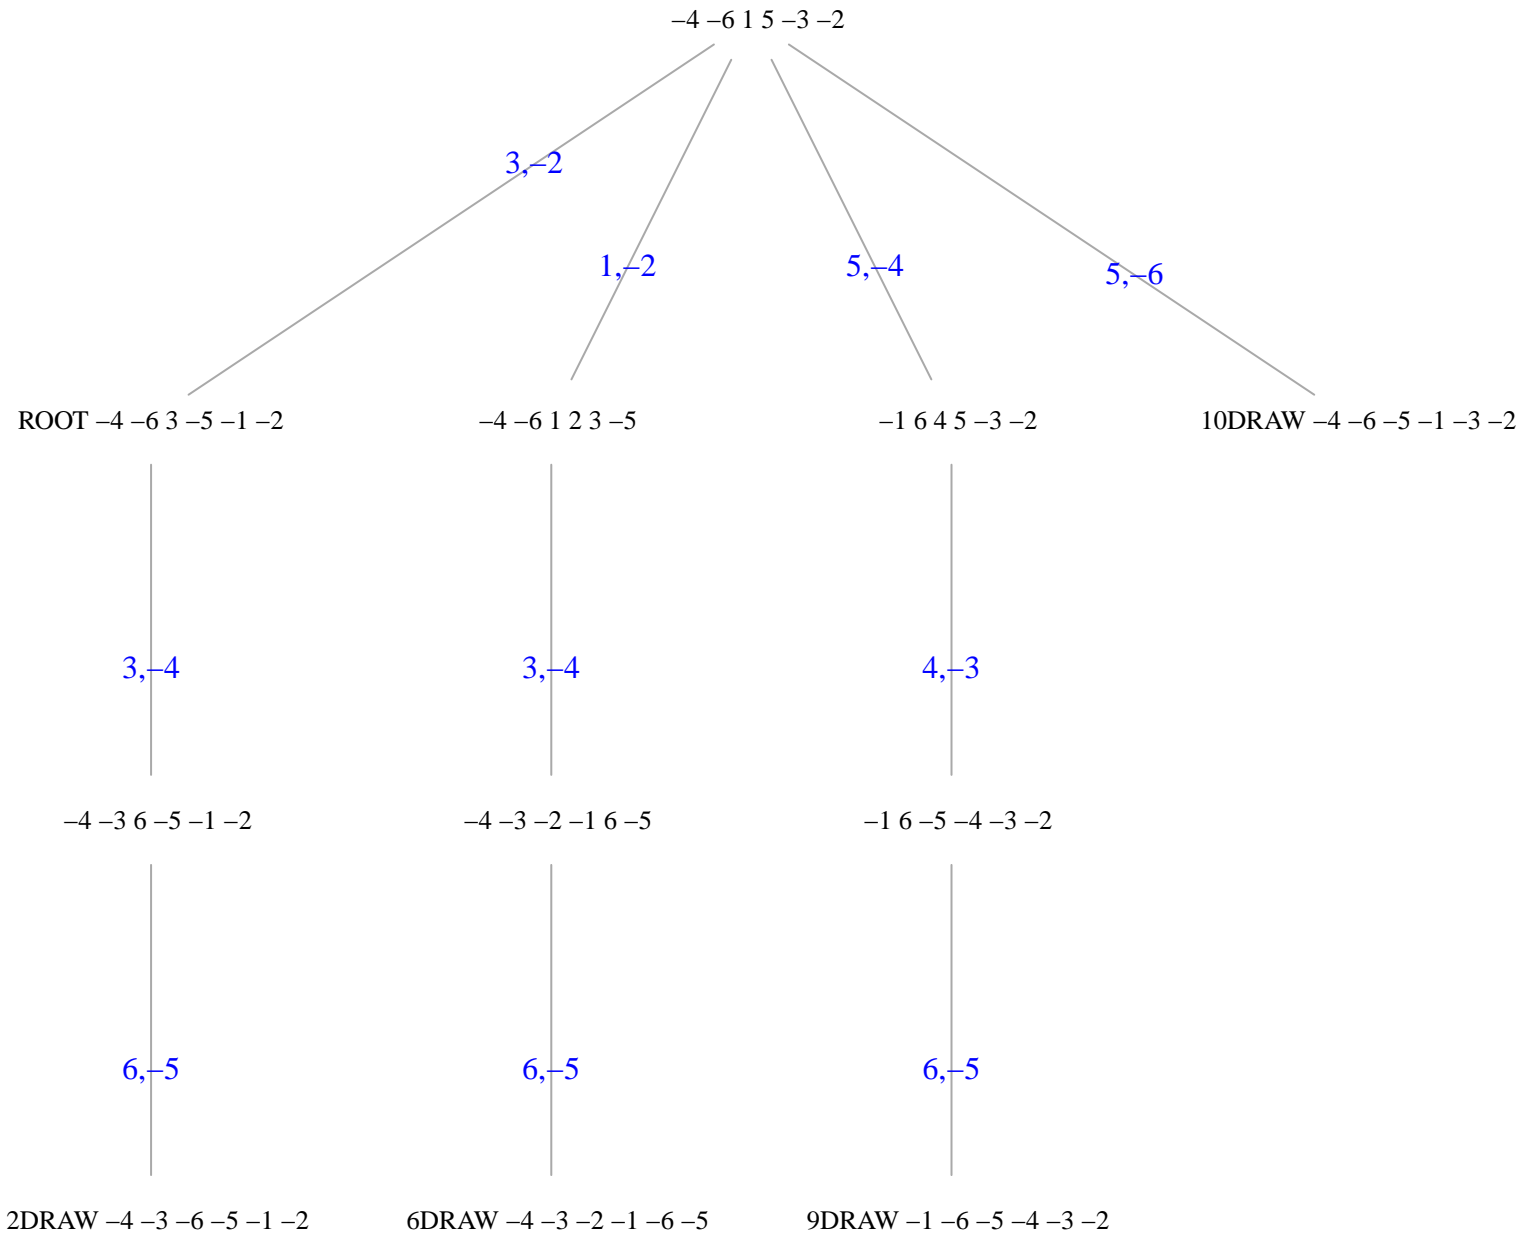 –4 –6 1 5 –3 –2
3,–2
1,–2
5,–4
5,–6
ROOT –4 –6 3 –5 –1 –2
–4 –6 1 2 3 –5
–1 6 4 5 –3 –2
10DRAW –4 –6 –5 –1 –3 –2
3,–4
3,–4
4,–3
–4 –3 6 –5 –1 –2
–4 –3 –2 –1 6 –5
–1 6 –5 –4 –3 –2
6,–5
6,–5
6,–5
2DRAW –4 –3 –6 –5 –1 –2
6DRAW –4 –3 –2 –1 –6 –5
9DRAW –1 –6 –5 –4 –3 –2